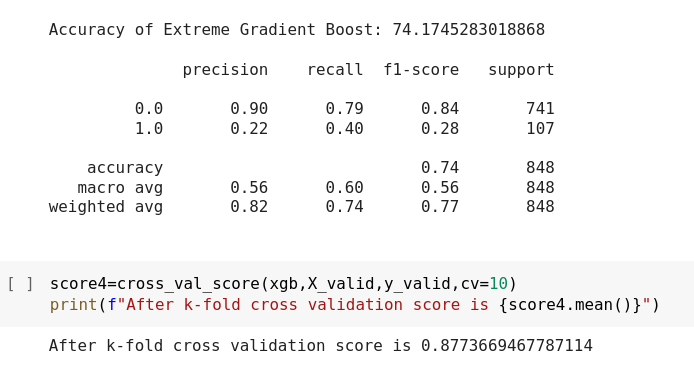 Accuracy of Extreme Gradient Boost: 74.1745283018868
precision recall f1-score support
0.0 0.90 0.79 0.84 741
1.0 0.22 0.40 0.28 107
accuracy 0.74 848
macro avg 0.56 0.60 0.56 848
weighted avg 0.82 0.74 0.77 848
[ ] score4=cross_val_score(xgb,X_valid,y_valid,cv=10)
print(f"After k-fold cross validation score is {score4.mean()}")
After k-fold cross validation score is 0.8773669467787114